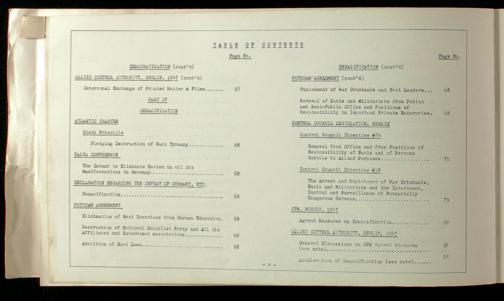 TABLE OF CONTENTS
Page No.
DEMOCRATIZATION (cont'd)
ALLIED CONTROL AUTHORITY, BERLIN, 1947 (cont'd)
Interzonal Exchange of Printed Matter & Films....... 67
PART IV
DENAZIFICATION
ATLANTIC CHARTER
Sixth Principle
Pledging Destruction of Nazi Tyranny............ 68
YALTA CONFERENCE
The Intent to Eliminate Nazism in all its
Manifestations in Germany............ 68
DECLARATION REGARDING THE DEFEAT OF GERMANY, ETC.
Denazification............ 68
POTSDAM AGREEMENT
Elimination of Nazi Doctrines from German Education. 68
Destruction of National Socialist Party and All Its
Affiliated and Supervised Associations............ 68
Abolition of Nazi Laws............ 68
Page No.
DENAZIFICATION (cont'd)
POTSDAM AGREEMENT (cont'd)
Punishment of War Criminals and Nazi Leaders... 68
Removal of Nazis and Militarists from Public
and Semi-Public Office and Positions of
Responsibility in Important Private Enterprises. 68
CONTROL COUNCIL LEGISLATION, BERLIN
Control Council Directive #24
Removal from Office and from Positions of
Responsibility of Nazis and of Persons
Hostile to Allied Purposes............ 70
Control Council Directive #38
The Arrest and Punishment of War Criminals,
Nazis and Militarists and the Internment,
Control and Surveillance of Potentially
Dangerous Germans............ 79
CFM, MOSCOW, 1947
Agreed Measures on Denazification............
ALLIED CONTROL AUTHORITY, BERLIN, 1947
General Discussions on CFM Agreed Measures
(see note)............
Acceleration of Denazification (see note)......